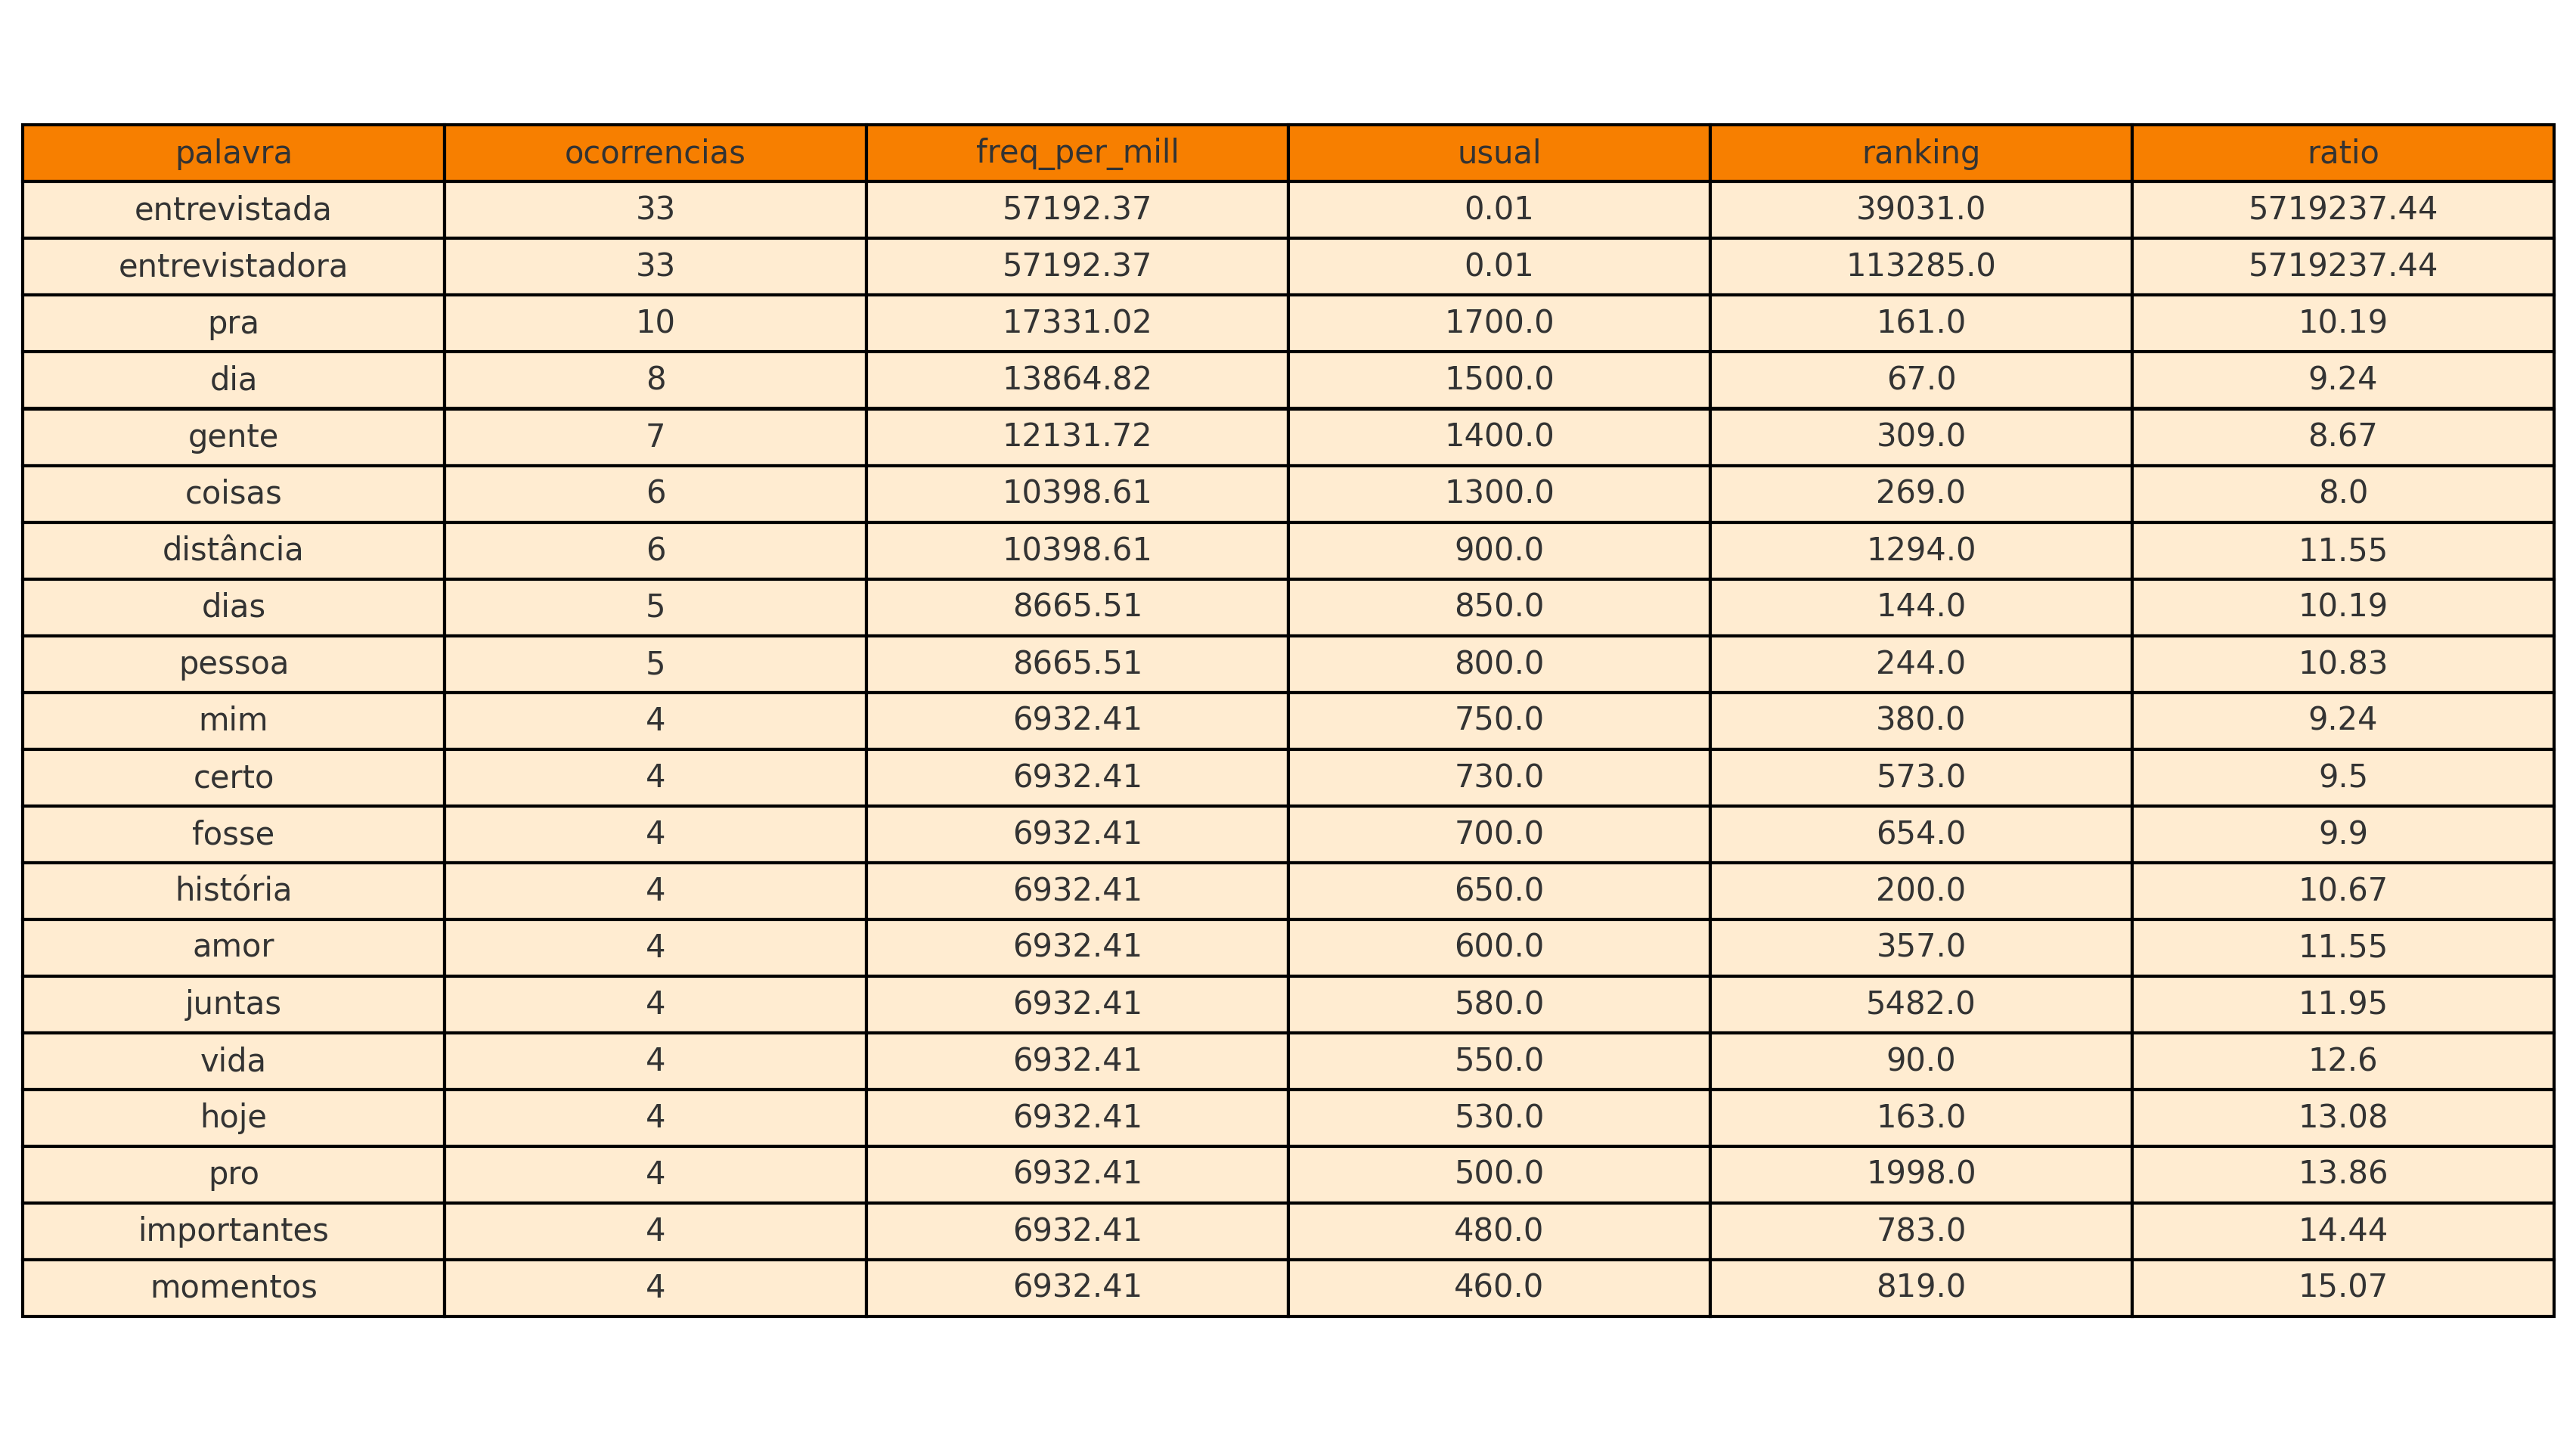 palavra ocorrencias freq_per_mill usual ranking ratio
entrevistada 33 57192.37 0.01 39031.0 5719237.44
entrevistadora 33 57192.37 0.01 113285.0 5719237.44
pra 10 17331.02 1700.0 161.0 10.19
dia 8 13864.82 1500.0 67.0 9.24
gente 7 12131.72 1400.0 309.0 8.67
coisas 6 10398.61 1300.0 269.0 8.0
distância 6 10398.61 900.0 1294.0 11.55
dias 5 8665.51 850.0 144.0 10.19
pessoa 5 8665.51 800.0 244.0 10.83
mim 4 6932.41 750.0 380.0 9.24
certo 4 6932.41 730.0 573.0 9.5
fosse 4 6932.41 700.0 654.0 9.9
história 4 6932.41 650.0 200.0 10.67
amor 4 6932.41 600.0 357.0 11.55
juntas 4 6932.41 580.0 5482.0 11.95
vida 4 6932.41 550.0 90.0 12.6
hoje 4 6932.41 530.0 163.0 13.08
pro 4 6932.41 500.0 1998.0 13.86
importantes 4 6932.41 480.0 783.0 14.44
momentos 4 6932.41 460.0 819.0 15.07